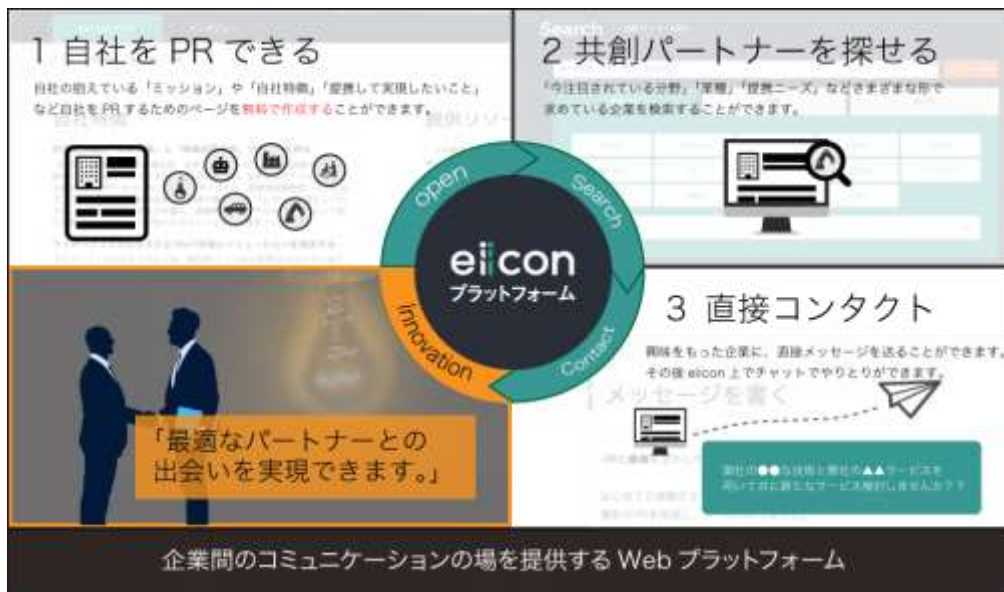 1 自社を PR できる
自社の抱えている「ミッション」や「自社特徴」「提携して実現したいこと」
など自社を PR するためのページを無料で作成することができます。
2 共創パートナーを探せる
「今注目されている分野」「業種」「提携ニーズ」などさまざまな形で
求めている企業を検索することができます。
open
Search
eiicon
プラットフォーム
innovation
Contact
3 直接コンタクト
興味をもった企業に、直接メッセージを送ることができます。
その後 eiicon 上でチャットでやりとりができます。
メッセージを書く
御社の●●な技術と弊社の▲▲サービスを
用いて共に新たなサービス検討しませんか？？
「最適なパートナーとの
出会いを実現できます。」
企業間のコミュニケーションの場を提供する Web プラットフォーム